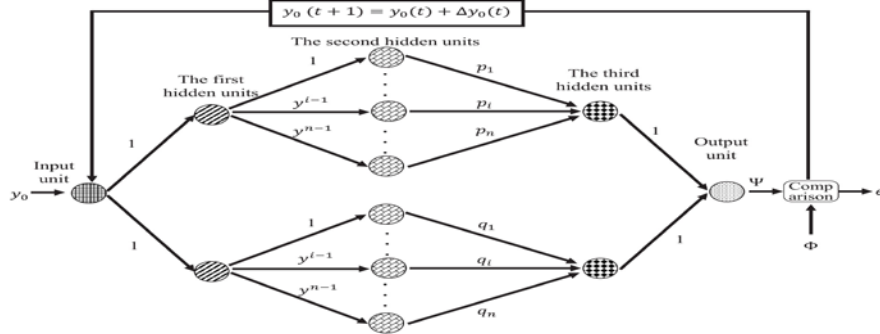 y₀ (t + 1) = y₀(t) + Δy₀(t)
The second hidden units
The first
hidden units
The third
hidden units
1
yⁱ⁻¹
yⁿ⁻¹
p₁
pᵢ
pₙ
1
1
Input
unit
Output
unit
y₀
Ψ
Comp
arison
e
1
1
Φ
1
yⁱ⁻¹
yⁿ⁻¹
q₁
qᵢ
qₙ